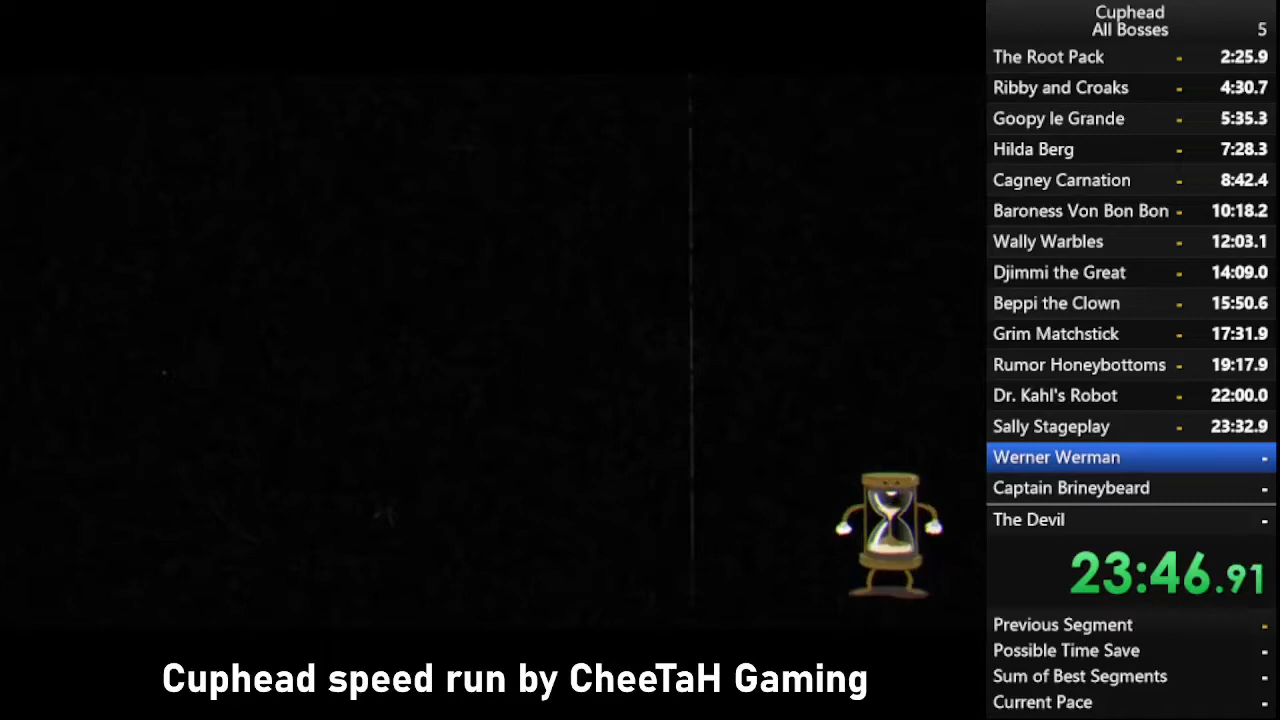 Cuphead
All Bosses 5
The Root Pack - 2:25.9
Ribby and Croaks - 4:30.7
Goopy le Grande - 5:35.3
Hilda Berg - 7:28.3
Cagney Carnation - 8:42.4
Baroness Von Bon Bon - 10:18.2
Wally Warbles - 12:03.1
Djimmi the Great - 14:09.0
Beppi the Clown - 15:50.6
Grim Matchstick - 17:31.9
Rumor Honeybottoms - 19:17.9
Dr. Kahl's Robot - 22:00.0
Sally Stageplay - 23:32.9
Werner Werman -
Captain Brineybeard -
The Devil -
23:46.91
Previous Segment -
Possible Time Save -
Sum of Best Segments -
Current Pace -
Cuphead speed run by CheeTaH Gaming